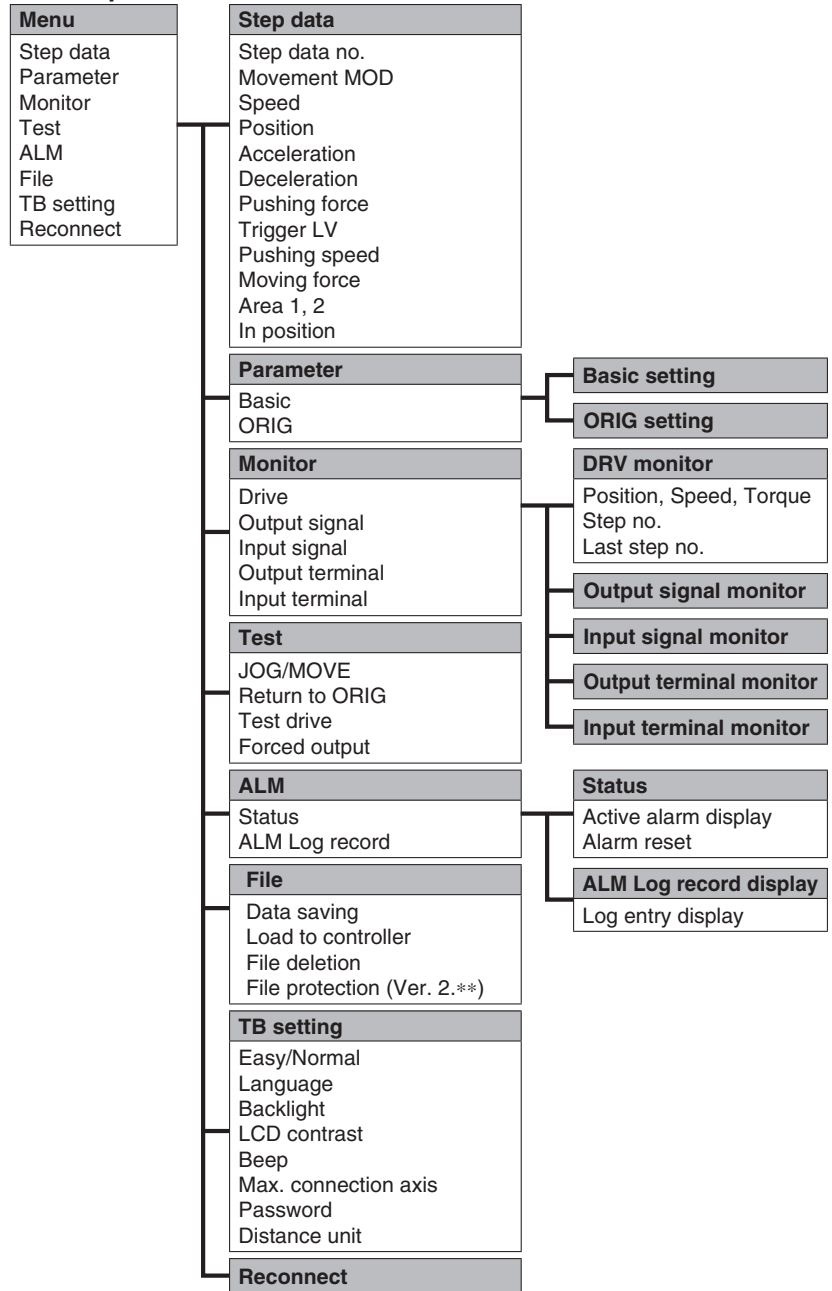 Menu
Step data
Parameter
Monitor
Test
ALM
File
TB setting
Reconnect
Step data
Step data no.
Movement MOD
Speed
Position
Acceleration
Deceleration
Pushing force
Trigger LV
Pushing speed
Moving force
Area 1, 2
In position
Parameter
Basic
ORIG
Basic setting
ORIG setting
Monitor
Drive
Output signal
Input signal
Output terminal
Input terminal
DRV monitor
Position, Speed, Torque
Step no.
Last step no.
Output signal monitor
Input signal monitor
Output terminal monitor
Input terminal monitor
Test
JOG/MOVE
Return to ORIG
Test drive
Forced output
ALM
Status
ALM Log record
Status
Active alarm display
Alarm reset
ALM Log record display
Log entry display
File
Data saving
Load to controller
File deletion
File protection (Ver. 2.∗∗)
TB setting
Easy/Normal
Language
Backlight
LCD contrast
Beep
Max. connection axis
Password
Distance unit
Reconnect